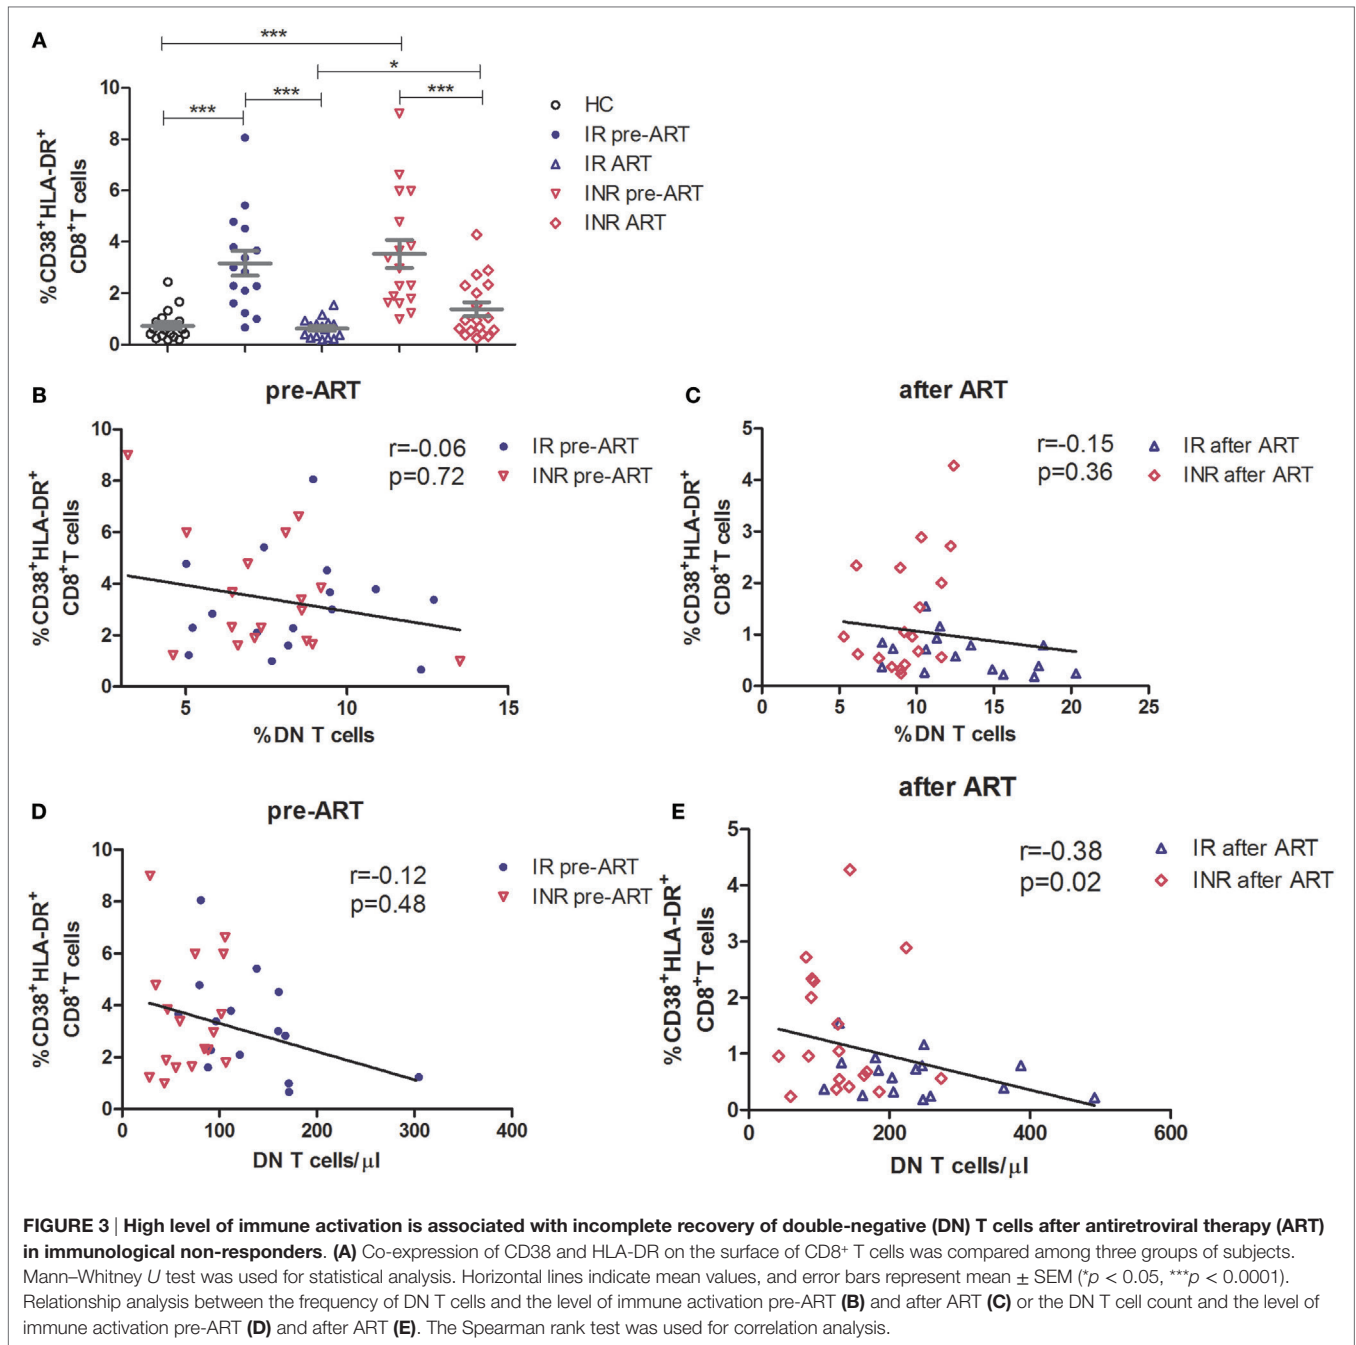 A
***
*
***
***
***
10
8
6
4
2
0
%CD38⁺HLA-DR⁺
CD8⁺T cells
HC
IR pre-ART
IR ART
INR pre-ART
INR ART
B
pre-ART
10
8
6
4
2
0
%CD38⁺HLA-DR⁺
CD8⁺T cells
r=-0.06
p=0.72
IR pre-ART
INR pre-ART
5
10
15
%DN T cells
C
after ART
5
4
3
2
1
0
%CD38⁺HLA-DR⁺
CD8⁺T cells
r=-0.15
p=0.36
IR after ART
INR after ART
0
5
10
15
20
25
%DN T cells
D
pre-ART
10
8
6
4
2
0
%CD38⁺HLA-DR⁺
CD8⁺T cells
r=-0.12
p=0.48
IR pre-ART
INR pre-ART
0
100
200
300
400
DN T cells/μl
E
after ART
5
4
3
2
1
0
%CD38⁺HLA-DR⁺
CD8⁺T cells
r=-0.38
p=0.02
IR after ART
INR after ART
0
200
400
600
DN T cells/μl
FIGURE 3 | High level of immune activation is associated with incomplete recovery of double-negative (DN) T cells after antiretroviral therapy (ART)
in immunological non-responders. (A) Co-expression of CD38 and HLA-DR on the surface of CD8⁺ T cells was compared among three groups of subjects.
Mann–Whitney U test was used for statistical analysis. Horizontal lines indicate mean values, and error bars represent mean ± SEM (*p < 0.05, ***p < 0.0001).
Relationship analysis between the frequency of DN T cells and the level of immune activation pre-ART (B) and after ART (C) or the DN T cell count and the level of
immune activation pre-ART (D) and after ART (E). The Spearman rank test was used for correlation analysis.